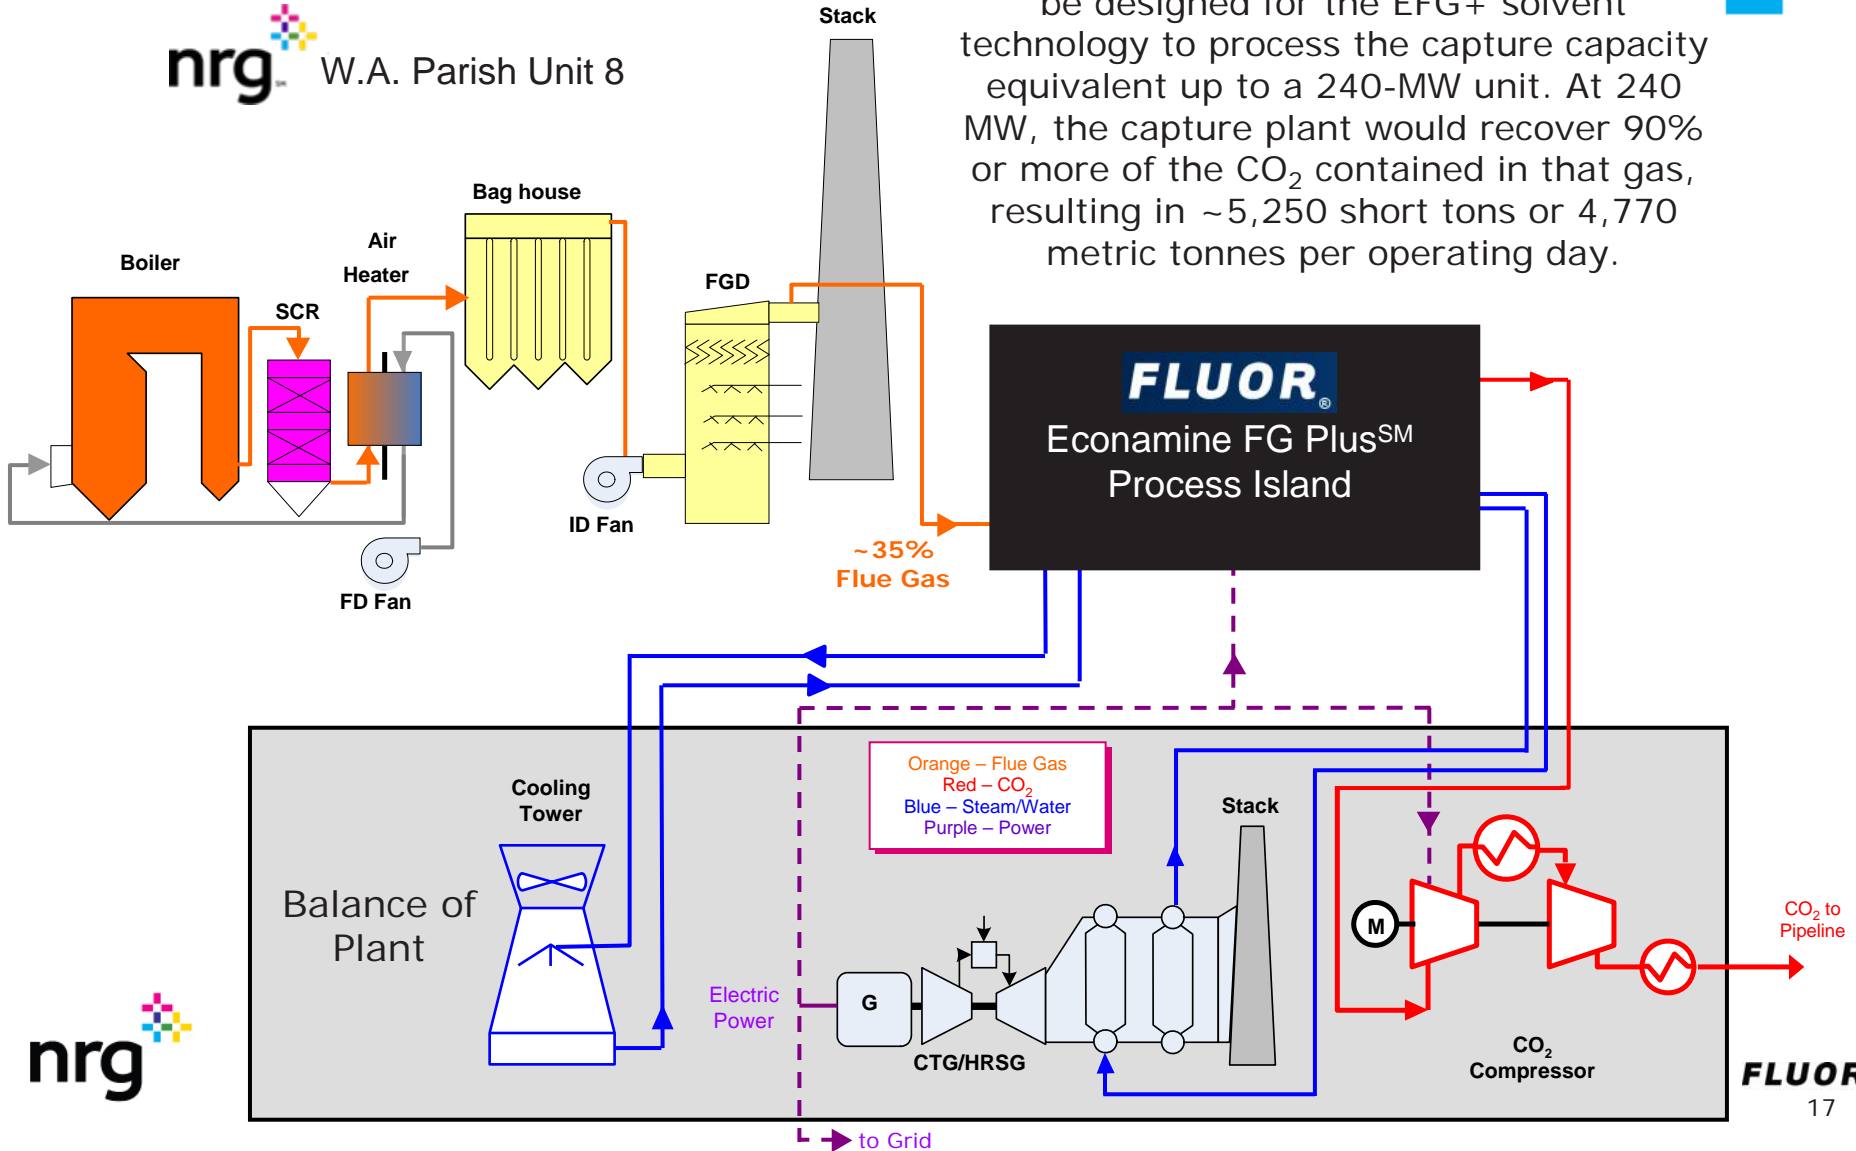 Stack
be designed for the EFG+ solvent
technology to process the capture capacity
equivalent up to a 240-MW unit. At 240
MW, the capture plant would recover 90%
or more of the CO₂ contained in that gas,
resulting in ~5,250 short tons or 4,770
metric tonnes per operating day.
nrg SM
W.A. Parish Unit 8
Bag house
Air
Heater
Boiler
SCR
FGD
FLUOR®
Econamine FG Plus℠
Process Island
ID Fan
~35%
Flue Gas
FD Fan
Orange – Flue Gas
Red – CO₂
Blue – Steam/Water
Purple – Power
Cooling
Tower
Stack
Balance of
Plant
M
CO₂ to
Pipeline
Electric
Power
G
CTG/HRSG
CO₂
Compressor
nrg
FLUOR
17
to Grid